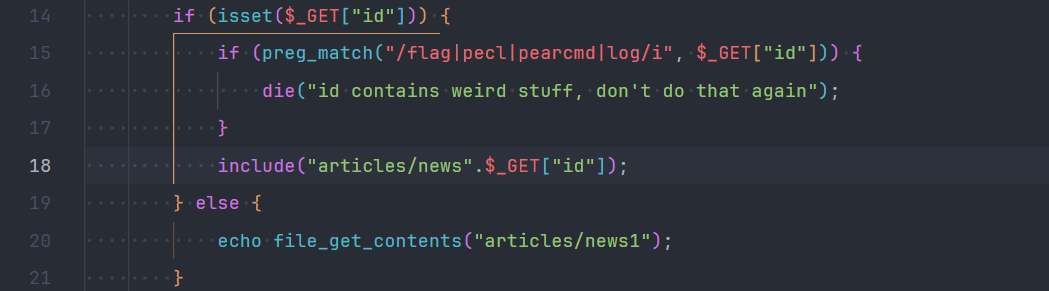 14 if (isset($_GET["id"])) {
15 if (preg_match("/flag|pecl|pearcmd|log/i", $_GET["id"])) {
16 die("id contains weird stuff, don't do that again");
17 }
18 include("articles/news".$_GET["id"]);
19 } else {
20 echo file_get_contents("articles/news1");
21 }